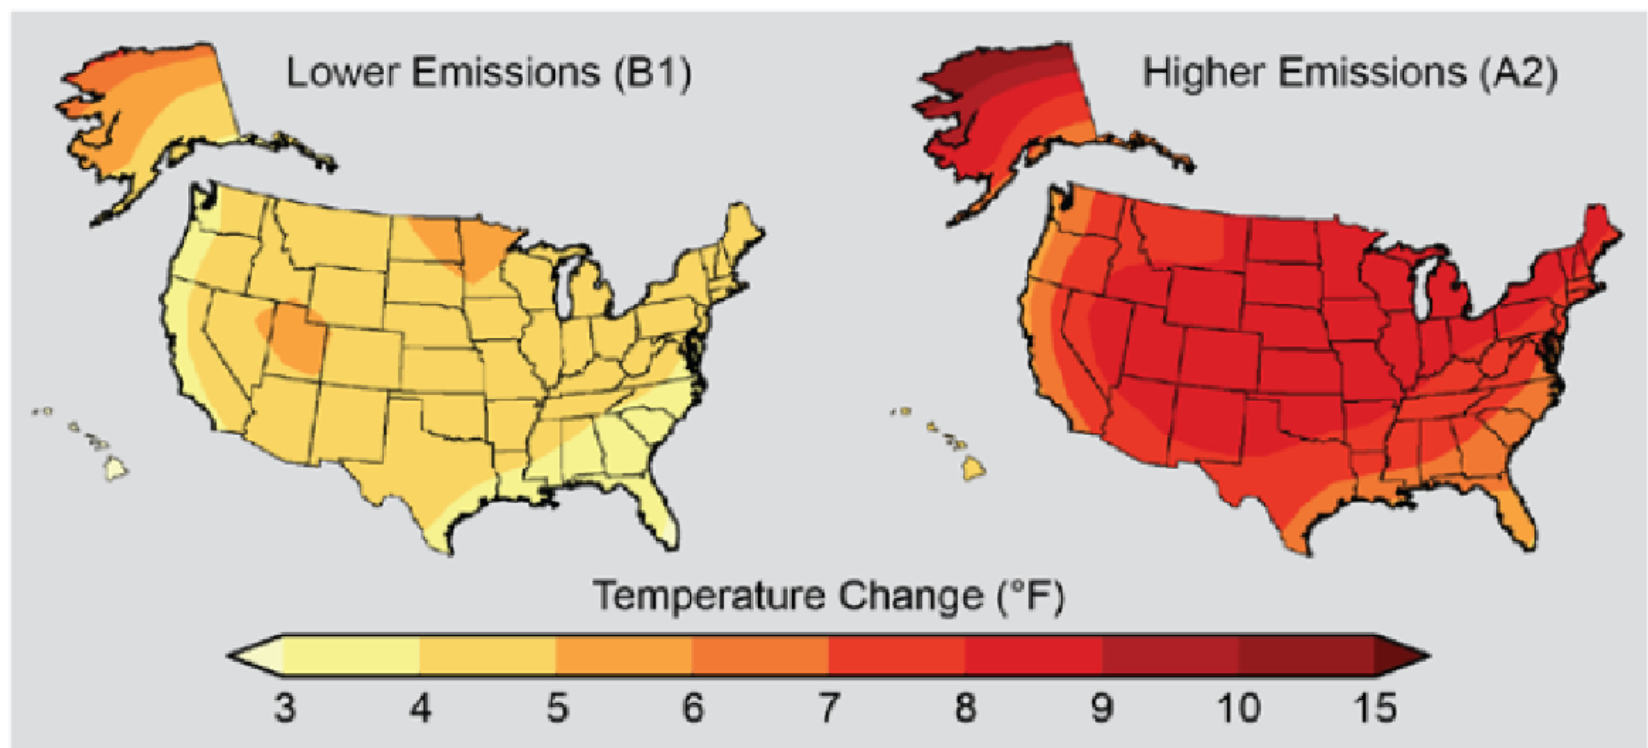 Lower Emissions (B1)
Higher Emissions (A2)
Temperature Change (°F)
3 4 5 6 7 8 9 10 15